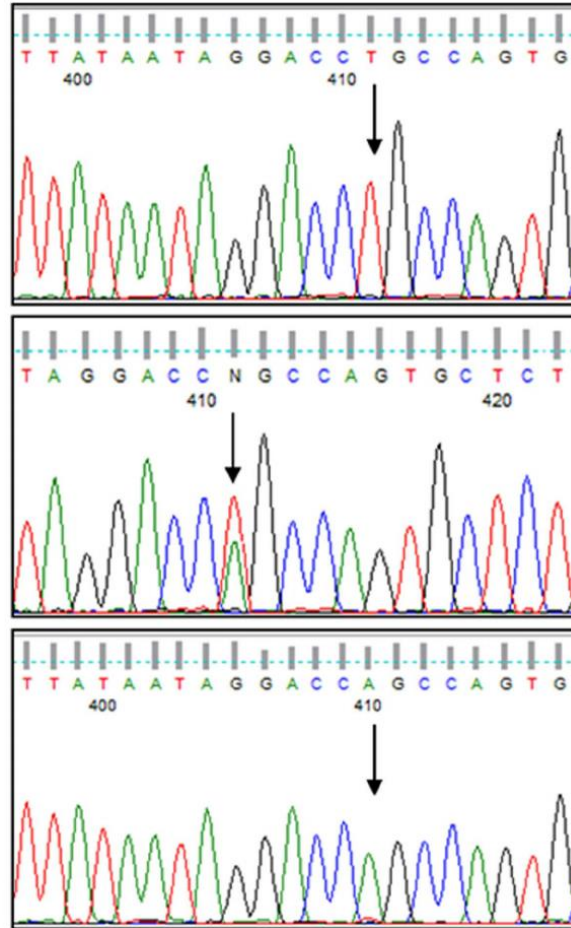 T T A T A A T A G G A C C T G C C A G T G
400 410
T A G G A C C N G C C A G T G C T C T
410 420
T T A T A A T A G G A C C A G C C A G T G
400 410